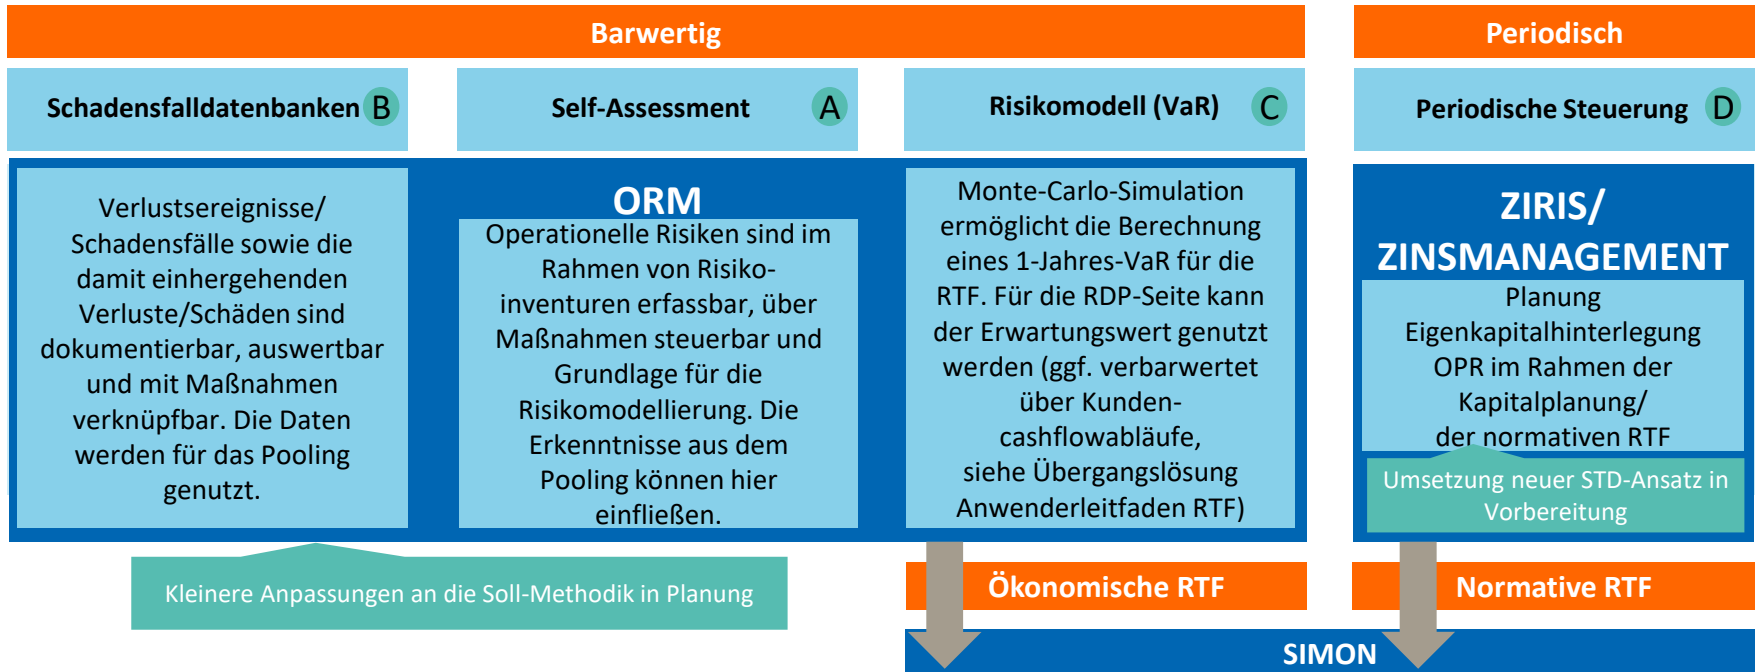 Barwertig
Periodisch
Schadensfalldatenbanken B
Self-Assessment A
Risikomodell (VaR) C
Periodische Steuerung D
Verlustsereignisse/
Schadensfälle sowie die
damit einhergehenden
Verluste/Schäden sind
dokumentierbar, auswertbar
und mit Maßnahmen
verknüpfbar. Die Daten
werden für das Pooling
genutzt.
ORM
Operationelle Risiken sind im
Rahmen von Risiko-
inventuren erfassbar, über
Maßnahmen steuerbar und
Grundlage für die
Risikomodellierung. Die
Erkenntnisse aus dem
Pooling können hier
einfließen.
Monte-Carlo-Simulation
ermöglicht die Berechnung
eines 1-Jahres-VaR für die
RTF. Für die RDP-Seite kann
der Erwartungswert genutzt
werden (ggf. verbarwertet
über Kunden-
cashflowabläufe,
siehe Übergangslösung
Anwenderleitfaden RTF)
ZIRIS/
ZINSMANAGEMENT
Planung
Eigenkapitalhinterlegung
OPR im Rahmen der
Kapitalplanung/
der normativen RTF
Umsetzung neuer STD-Ansatz in
Vorbereitung
Kleinere Anpassungen an die Soll-Methodik in Planung
Ökonomische RTF
Normative RTF
SIMON